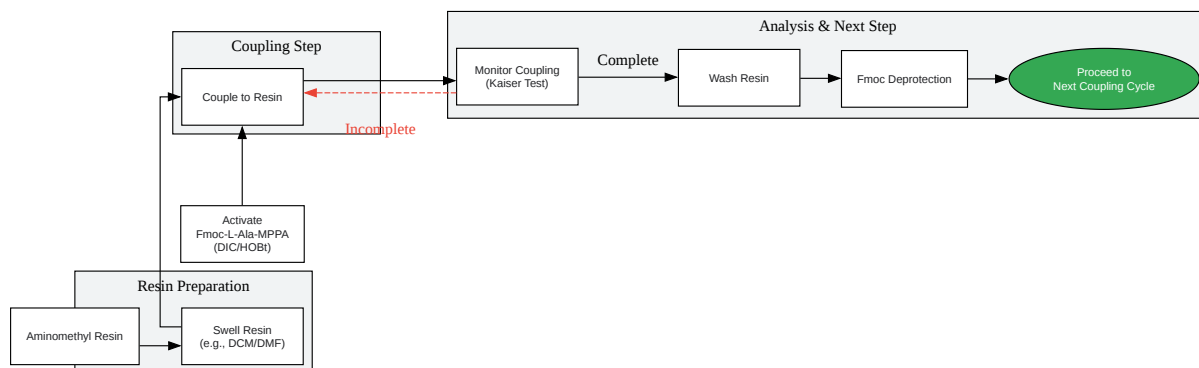 Analysis & Next Step
Coupling Step
Couple to Resin
Monitor Coupling
(Kaiser Test)
Complete
Wash Resin
Fmoc Deprotection
Proceed to
Next Coupling Cycle
Incomplete
Activate
Fmoc-L-Ala-MPPA
(DIC/HOBt)
Resin Preparation
Aminomethyl Resin
Swell Resin
(e.g., DCM/DMF)